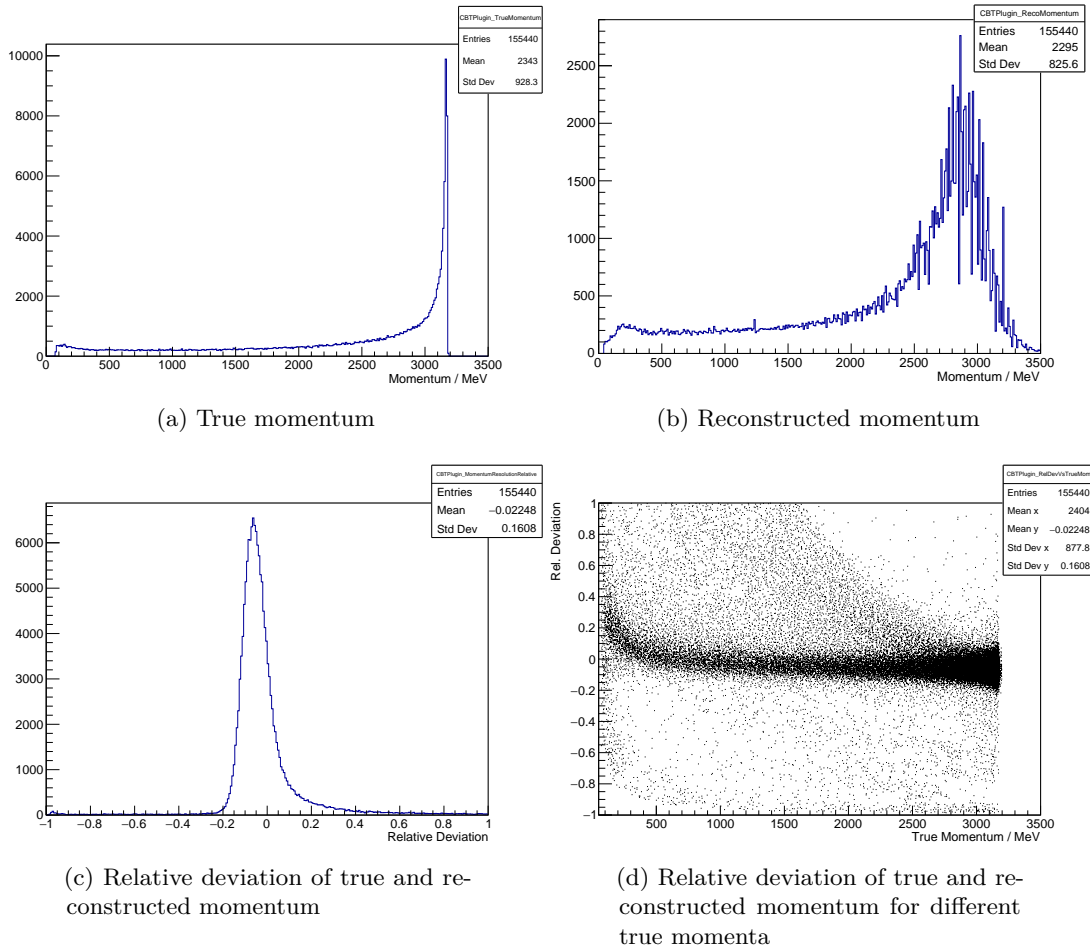 CBTPlugin_TrueMomentum
Entries 155440
Mean 2343
Std Dev 928.3
10000
8000
6000
4000
2000
0
0 500 1000 1500 2000 2500 3000 3500
Momentum / MeV
(a) True momentum
CBTPlugin_RecoMomentum
Entries 155440
Mean 2295
Std Dev 825.6
2500
2000
1500
1000
500
0
0 500 1000 1500 2000 2500 3000 3500
Momentum / MeV
(b) Reconstructed momentum
CBTPlugin_MomentumResolutionRelative
Entries 155440
Mean −0.02248
Std Dev 0.1608
6000
5000
4000
3000
2000
1000
0
−1 −0.8 −0.6 −0.4 −0.2 0 0.2 0.4 0.6 0.8 1
Relative Deviation
(c) Relative deviation of true and re-
constructed momentum
CBTPlugin_RelDevVsTrueMom
Entries 155440
Mean x 2404
Mean y −0.02248
Std Dev x 877.8
Std Dev y 0.1608
Rel. Deviation
1
0.8
0.6
0.4
0.2
0
−0.2
−0.4
−0.6
−0.8
−1
500 1000 1500 2000 2500 3000 3500
True Momentum / MeV
(d) Relative deviation of true and re-
constructed momentum for different
true momenta